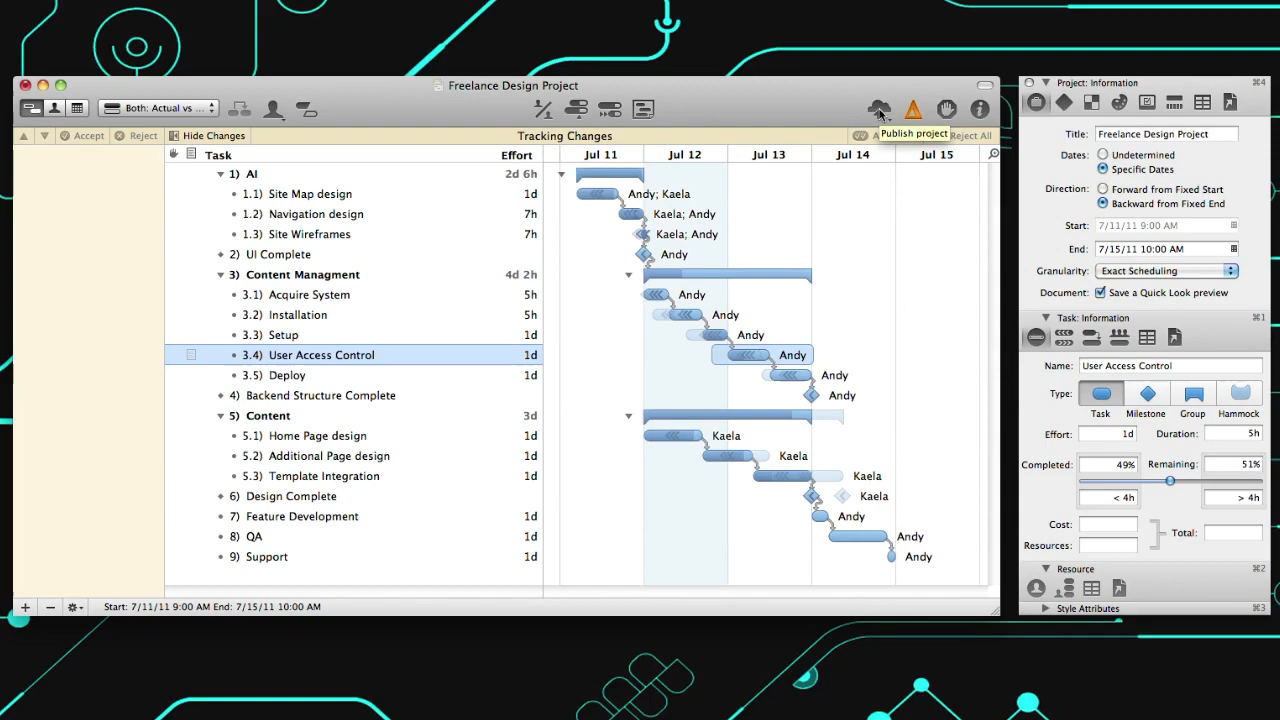 Freelance Design Project
Both: Actual vs ...
Publish project
Accept Reject Hide Changes Tracking Changes Reject All
Task Effort Jul 11 Jul 12 Jul 13 Jul 14 Jul 15
1) AI 2d 6h
1.1) Site Map design 1d Andy; Kaela
1.2) Navigation design 7h Kaela; Andy
1.3) Site Wireframes 7h Kaela; Andy
2) UI Complete Andy
3) Content Managment 4d 2h
3.1) Acquire System 5h Andy
3.2) Installation 5h Andy
3.3) Setup 1d Andy
3.4) User Access Control 1d Andy
3.5) Deploy 1d Andy
4) Backend Structure Complete Andy
5) Content 3d
5.1) Home Page design 1d Kaela
5.2) Additional Page design 1d Kaela
5.3) Template Integration 1d Kaela
6) Design Complete Kaela
7) Feature Development 1d Andy
8) QA 1d Andy
9) Support 1d Andy
Start: 7/11/11 9:00 AM End: 7/15/11 10:00 AM
Project: Information ⌘4
Title: Freelance Design Project
Dates: Undetermined
Specific Dates
Direction: Forward from Fixed Start
Backward from Fixed End
Start: 7/11/11 9:00 AM
End: 7/15/11 10:00 AM
Granularity: Exact Scheduling
Document: Save a Quick Look preview
Task: Information ⌘1
Name: User Access Control
Type:
Task Milestone Group Hammock
Effort: 1d Duration: 5h
Completed: 49% Remaining: 51%
< 4h > 4h
Cost:
Total:
Resources:
Resource ⌘2
Style Attributes ⌘3